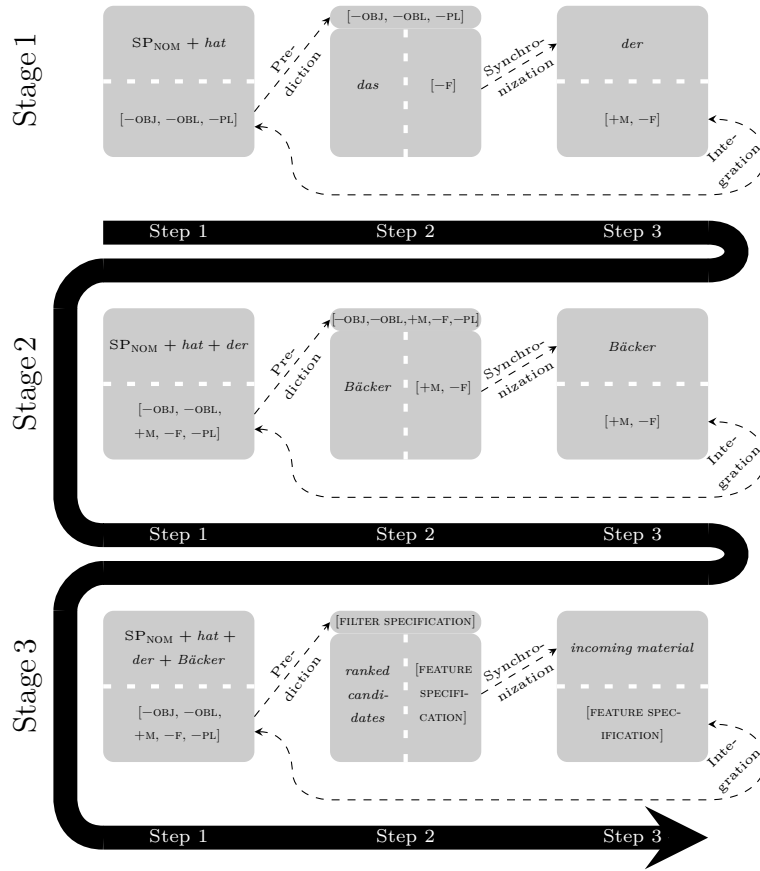 Stage 1
SP_NOM + hat
[−OBJ, −OBL, −PL]
Pre-
diction
[−OBJ, −OBL, −PL]
das
[−F]
Synchro-
nization
der
[+M, −F]
Inte-
gration
Step 1
Step 2
Step 3
Stage 2
SP_NOM + hat + der
[−OBJ, −OBL,
+M, −F, −PL]
Pre-
diction
[−OBJ,−OBL,+M,−F,−PL]
Bäcker
[+M, −F]
Synchro-
nization
Bäcker
[+M, −F]
Inte-
gration
Step 1
Step 2
Step 3
Stage 3
SP_NOM + hat +
der + Bäcker
[−OBJ, −OBL,
+M, −F, −PL]
Pre-
diction
[FILTER SPECIFICATION]
ranked
candi-
dates
[FEATURE
SPECIFI-
CATION]
Synchro-
nization
incoming material
[FEATURE SPEC-
IFICATION]
Inte-
gration
Step 1
Step 2
Step 3